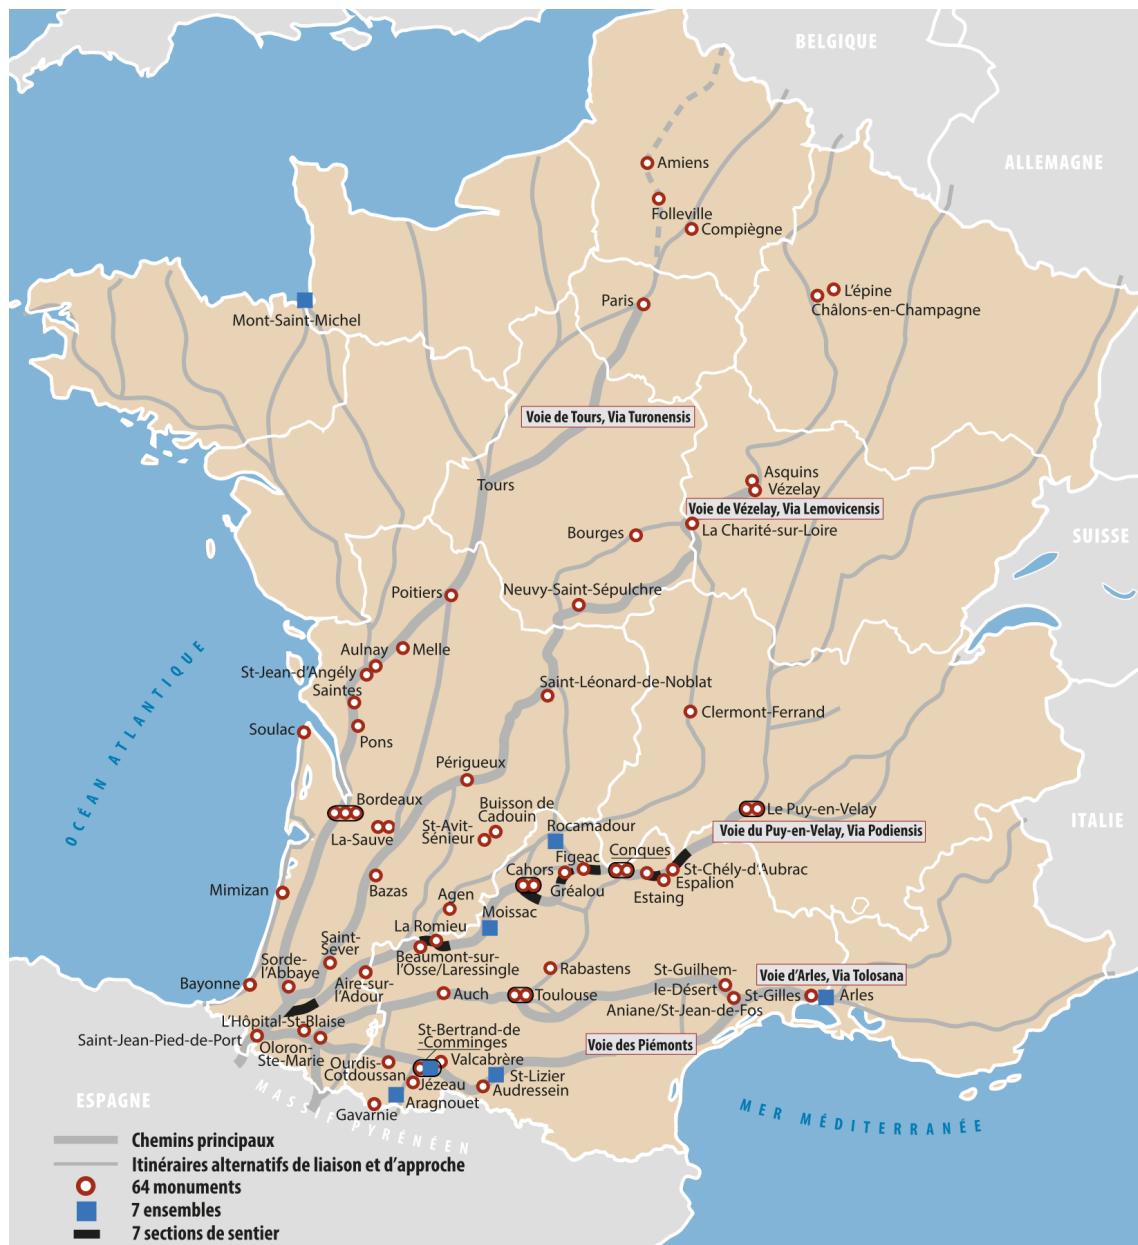 BELGIQUE
ALLEMAGNE
Amiens
Folleville
Compiègne
L'épine
Châlons-en-Champagne
Paris
Mont-Saint-Michel
Voie de Tours, Via Turonensis
Asquins
Vézelay
Tours
Voie de Vézelay, Via Lemovicensis
La Charité-sur-Loire
Bourges
SUISSE
Neuvy-Saint-Sépulchre
Poitiers
Aulnay
Melle
St-Jean-d'Angély
Saintes
Saint-Léonard-de-Noblat
Clermont-Ferrand
OCÉAN ATLANTIQUE
Soulac
Pons
Périgueux
Bordeaux
Buisson de
Cadouin
Le Puy-en-Velay
ITALIE
La-Sauve
St-Avit-
Sénieur
Rocamadour
Voie du Puy-en-Velay, Via Podiensis
Figeac
Conques
Cahors
St-Chély-d'Aubrac
Mimizan
Bazas
Gréalou
Espalion
Estaing
Agen
Moissac
La Romieu
Saint-
Sever
Beaumont-sur-
l'Osse/Laressingle
Sorde-
l'Abbaye
Rabastens
St-Guilhem-
le-Désert
Voie d'Arles, Via Tolosana
Bayonne
Aire-sur-
l'Adour
Auch
Toulouse
St-Gilles
Arles
Aniane/St-Jean-de-Fos
L'Hôpital-St-Blaise
Saint-Jean-Pied-de-Port
St-Bertrand-de
-Comminges
Voie des Piémonts
Oloron-
Ste-Marie
Ourdis-
Cotdoussan
Valcabrère
St-Lizier
Jézeau
Audressein
Aragnouet
Gavarnie
ESPAGNE
MASSIF PYRÉNÉEN
MER MÉDITERRANÉE
Chemins principaux
Itinéraires alternatifs de liaison et d'approche
64 monuments
7 ensembles
7 sections de sentier